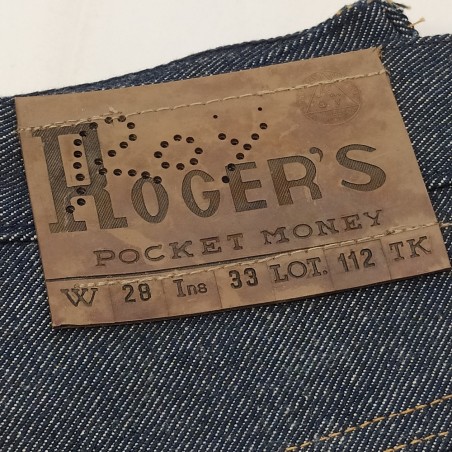 Roy
ROGER'S
POCKET MONEY
W 28 Ins 33 LOT. 112 TK